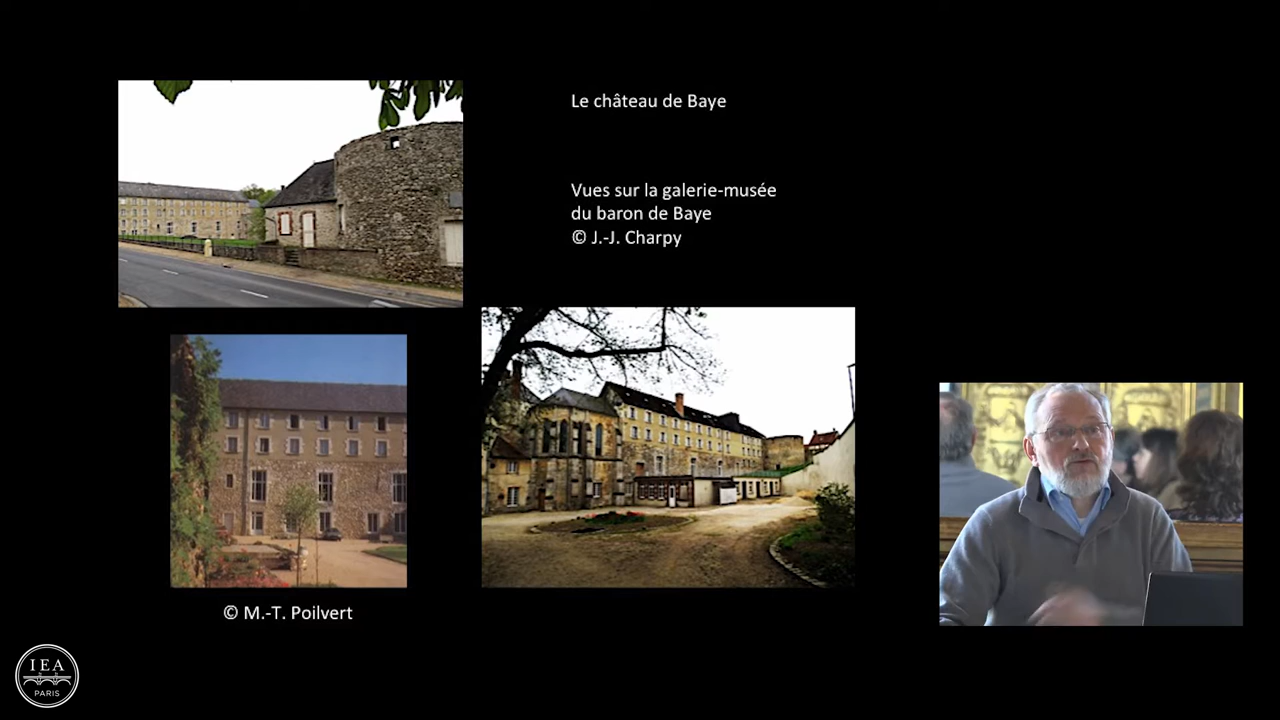 Le château de Baye
Vues sur la galerie-musée
du baron de Baye
© J.-J. Charpy
© M.-T. Poilvert
IEA
PARIS